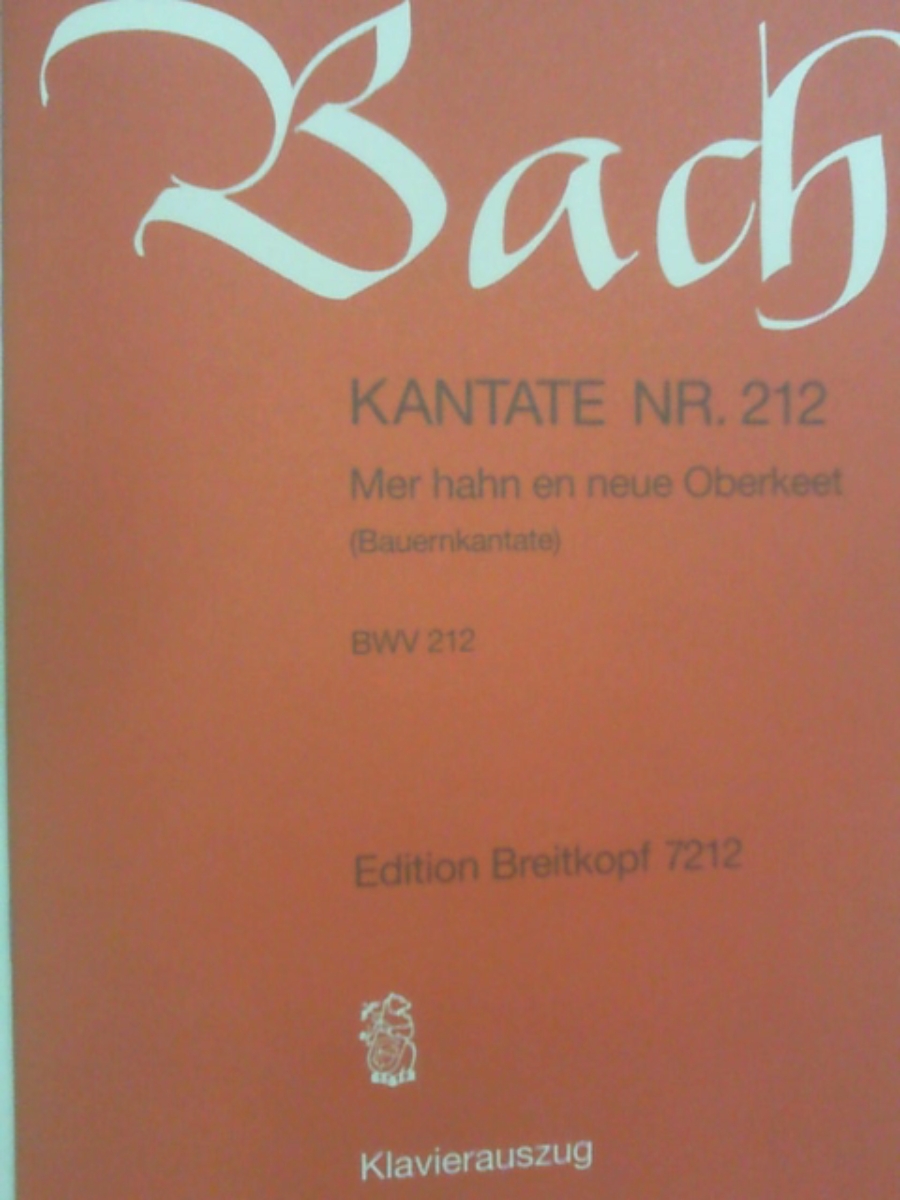 Bach
KANTATE NR. 212
Mer hahn en neue Oberkeet
(Bauernkantate)
BWV 212
Edition Breitkopf 7212
Klavierauszug